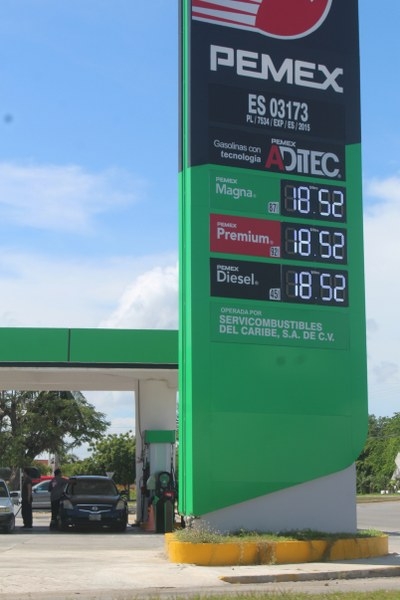 PEMEX
ES 03173
PL / 7534 / EXP / ES / 2015
Gasolinas con
tecnología
PEMEX
ADITEC
PEMEX
Magna 87 18 52
PEMEX
Premium 92 18 52
PEMEX
Diesel 45 18 52
OPERADA POR
SERVICOMBUSTIBLES
DEL CARIBE, S.A. DE C.V.